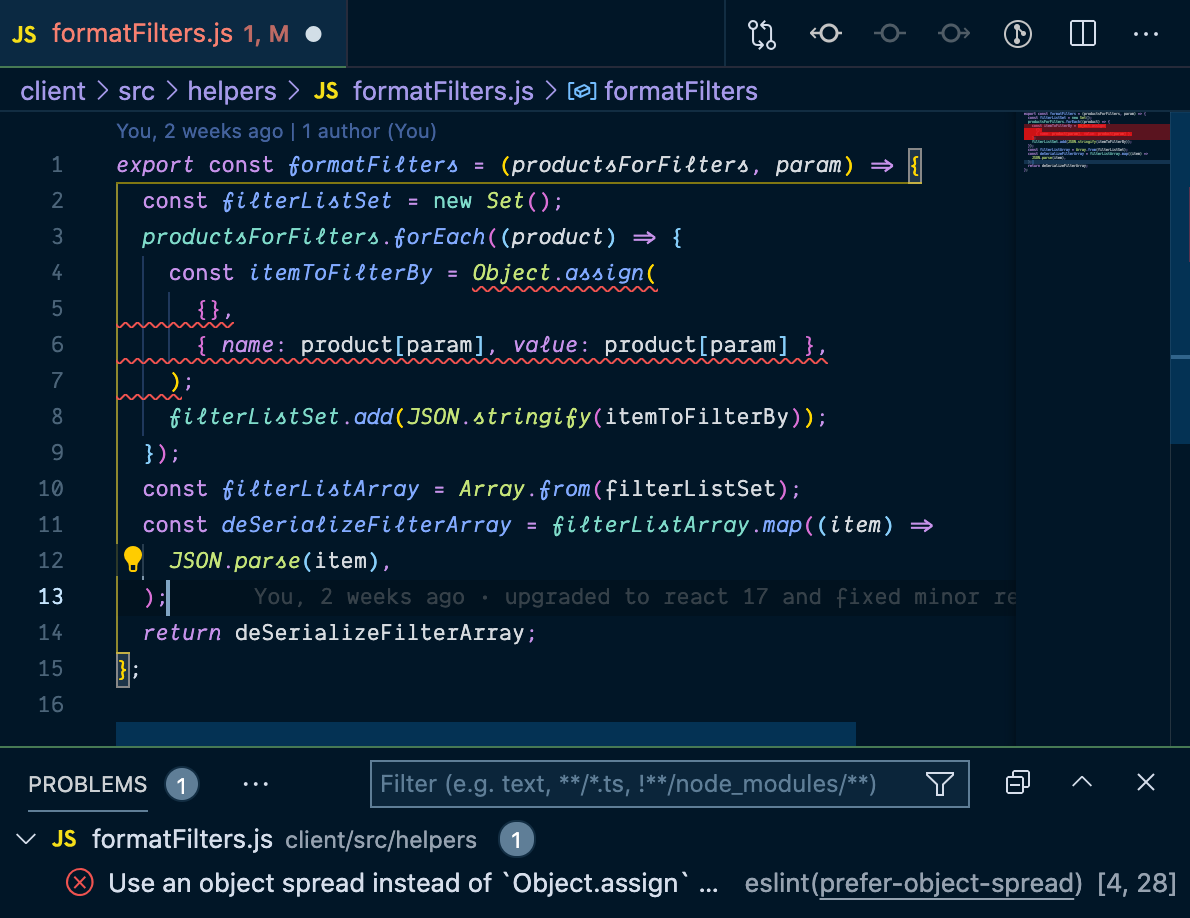 JS formatFilters.js 1, M
client > src > helpers > JS formatFilters.js > formatFilters
You, 2 weeks ago | 1 author (You)
1 export const formatFilters = (productsForFilters, param) => {
2 const filterListSet = new Set();
3 productsForFilters.forEach((product) => {
4 const itemToFilterBy = Object.assign(
5 {},
6 { name: product[param], value: product[param] },
7 );
8 filterListSet.add(JSON.stringify(itemToFilterBy));
9 });
10 const filterListArray = Array.from(filterListSet);
11 const deSerializeFilterArray = filterListArray.map((item) =>
12 JSON.parse(item),
13 ); You, 2 weeks ago · upgraded to react 17 and fixed minor re
14 return deSerializeFilterArray;
15 };
16
PROBLEMS 1 ... Filter (e.g. text, **/*.ts, !**/node_modules/**)
JS formatFilters.js client/src/helpers 1
Use an object spread instead of `Object.assign` ... eslint(prefer-object-spread) [4, 28]